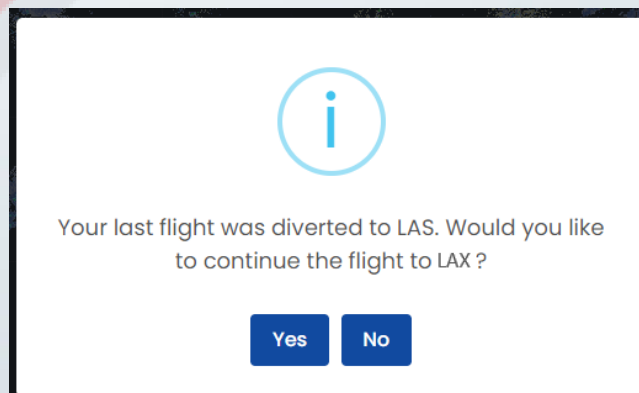 Your last flight was diverted to LAS. Would you like
to continue the flight to LAX ?
Yes No